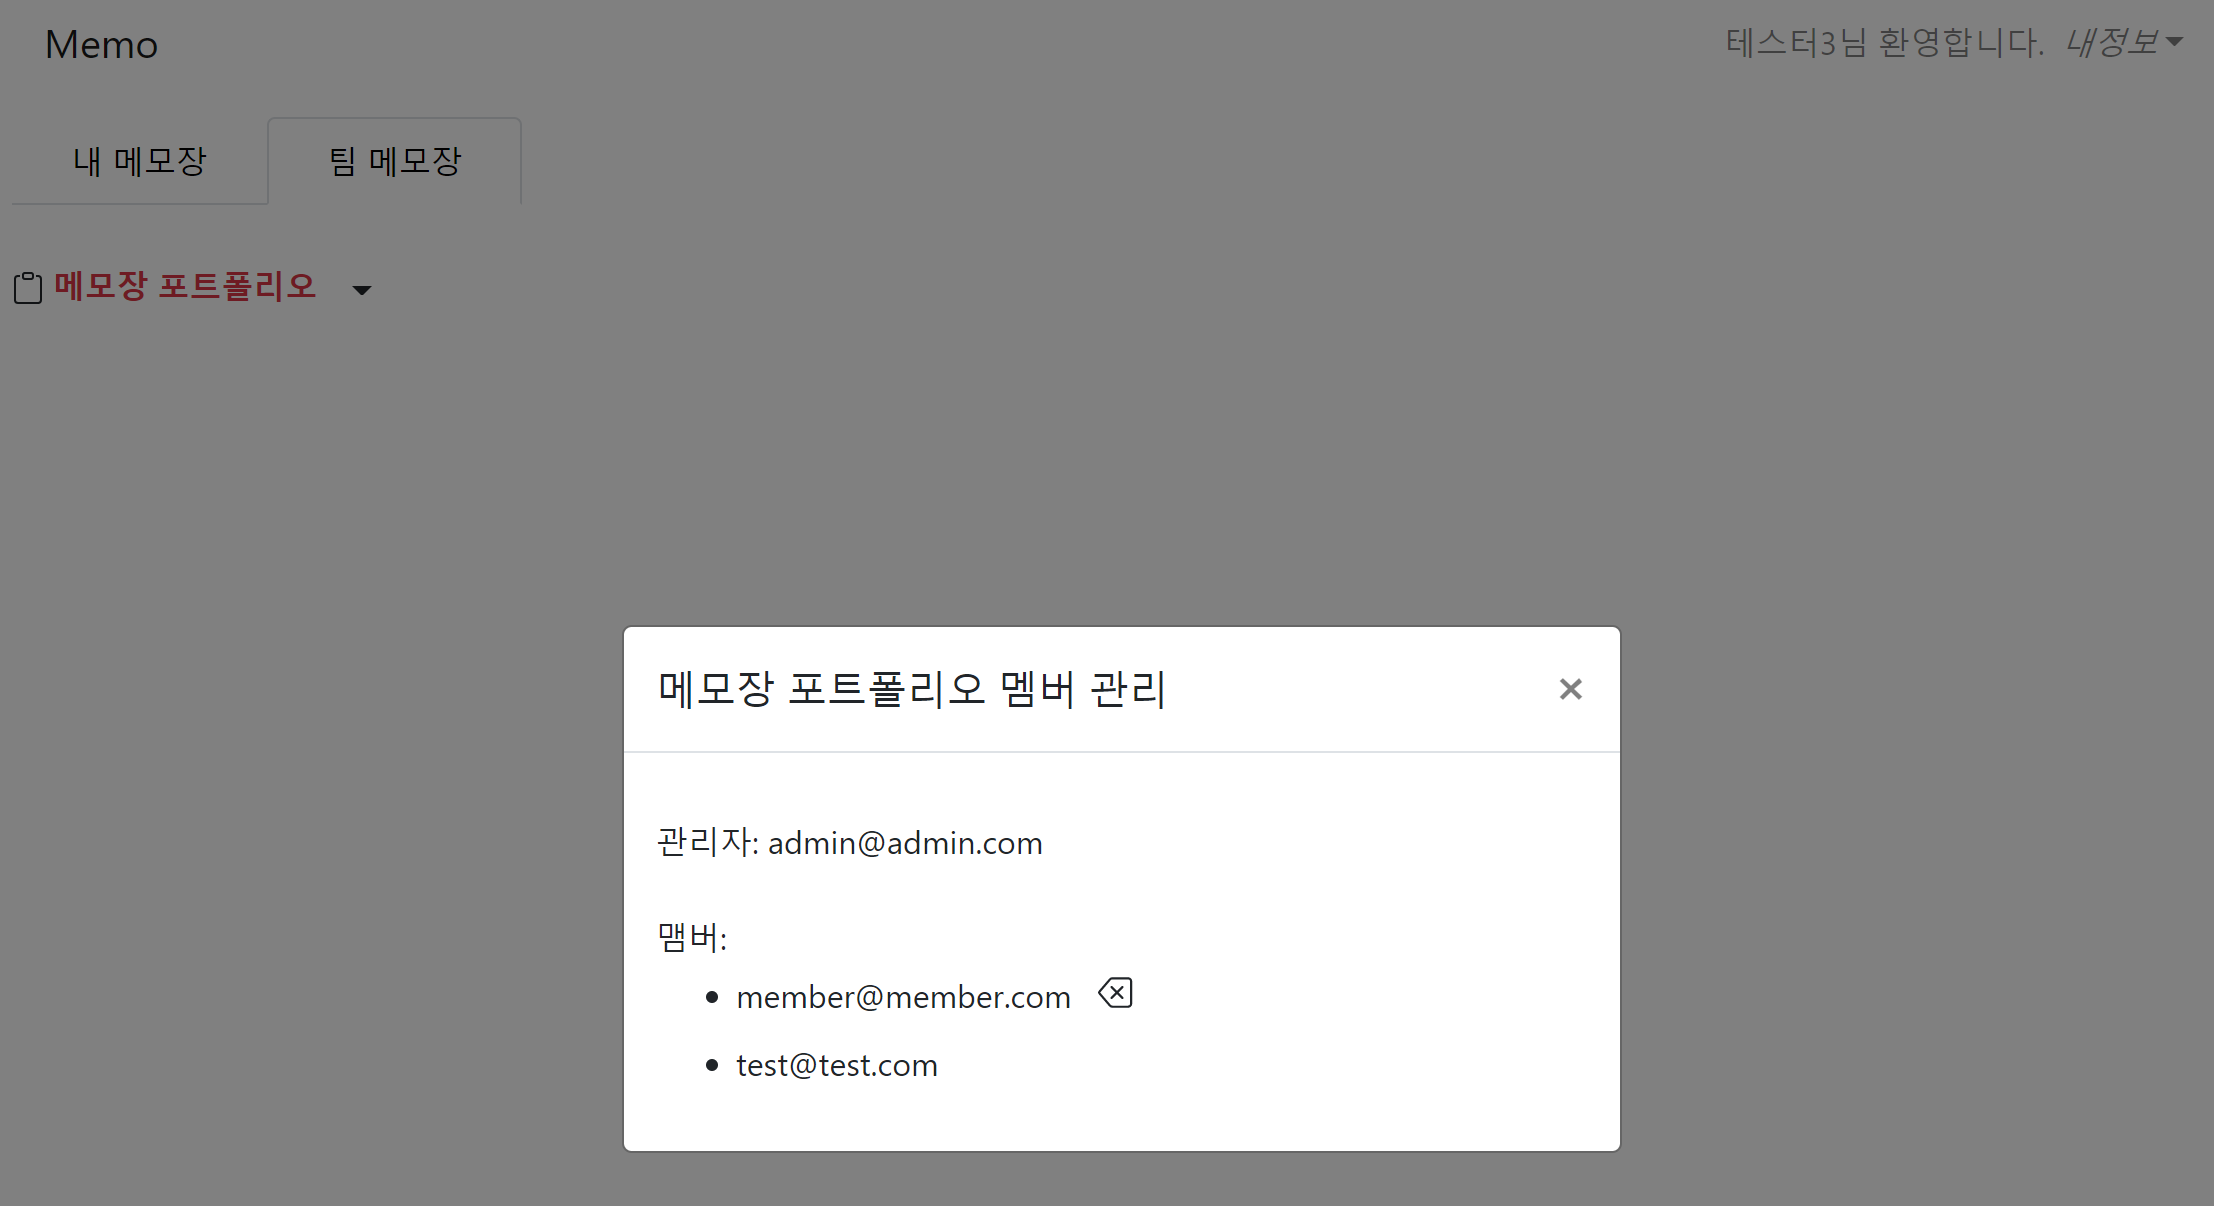 Memo
테스터3님 환영합니다. 내정보
내 메모장
팀 메모장
메모장 포트폴리오
메모장 포트폴리오 멤버 관리
관리자: admin@admin.com
맴버:
member@member.com
test@test.com